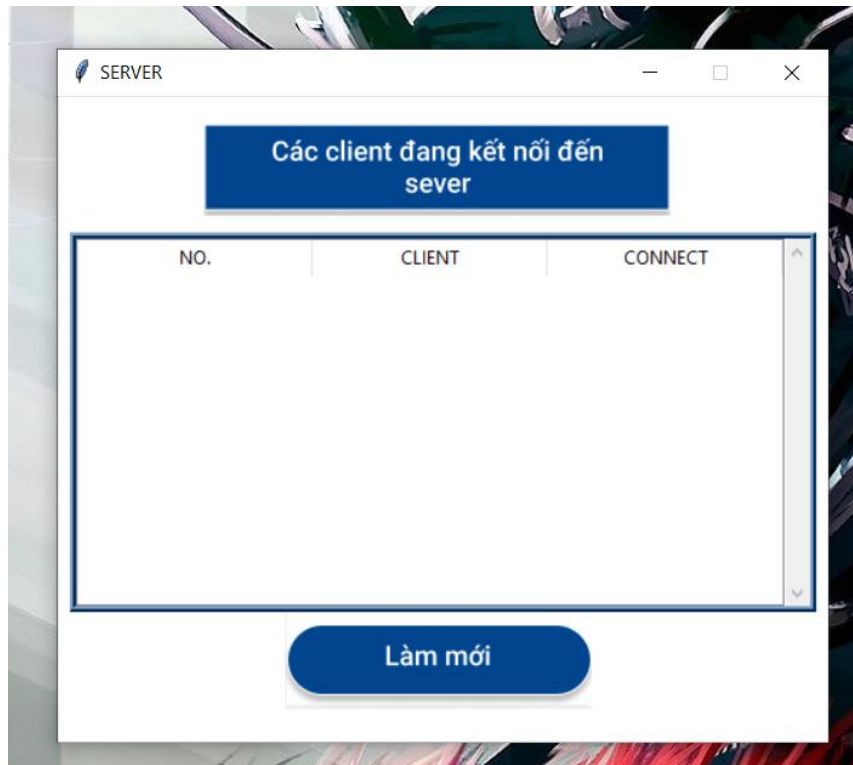 SERVER
Các client đang kết nối đến
sever
NO. CLIENT CONNECT
Làm mới